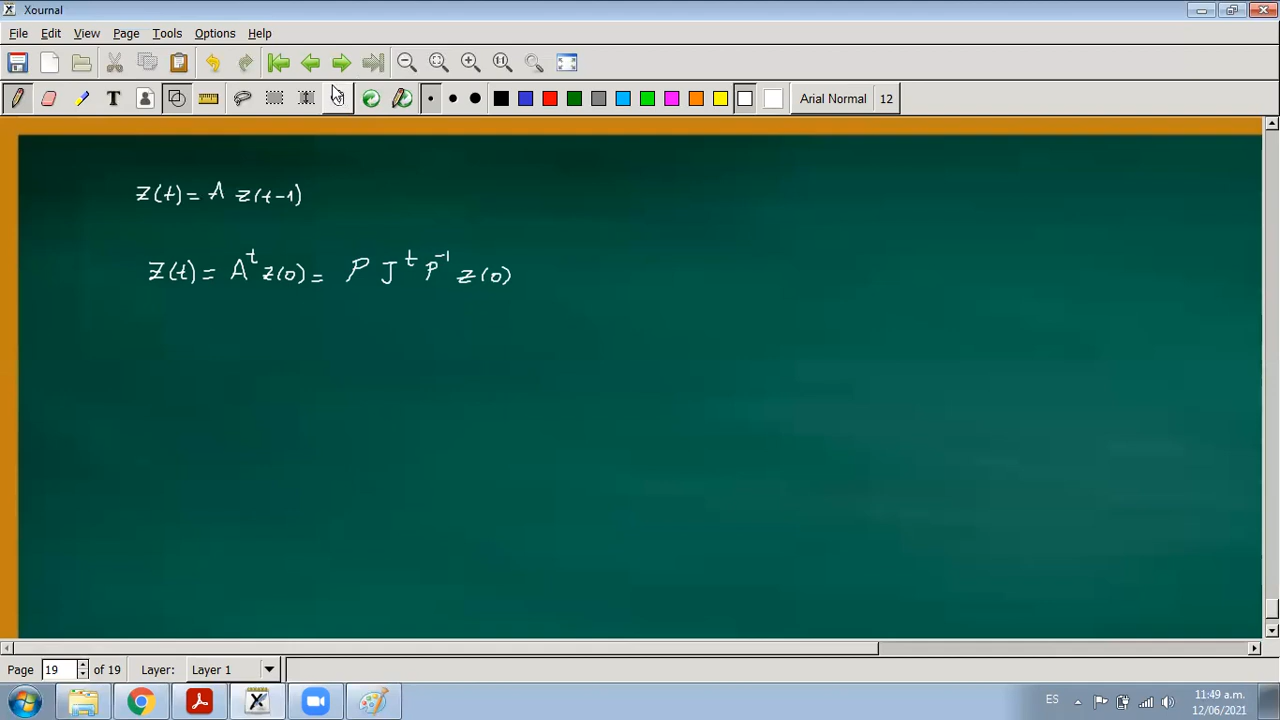 Xournal
File Edit View Page Tools Options Help
T Arial Normal 12
z(t) = A z(t-1)
z(t) = A^t z(0) = P J^t P^-1 z(0)
Page 19 of 19 Layer: Layer 1
ES 11:49 a.m.
12/06/2021